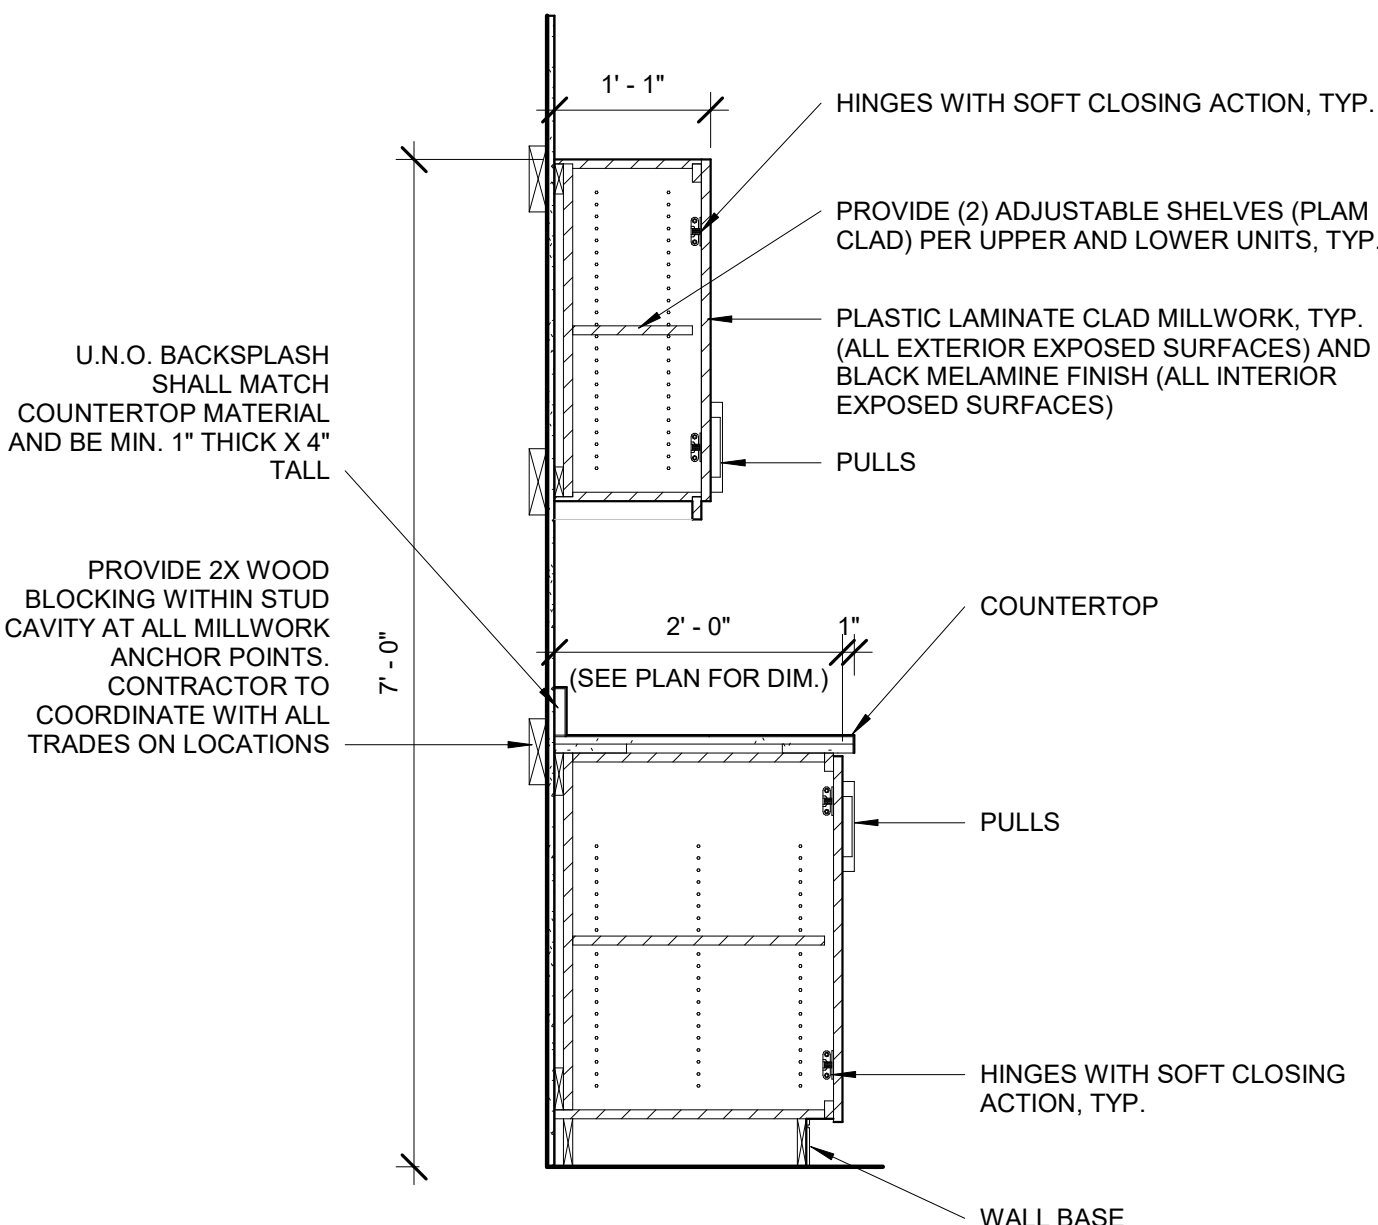 1' - 1"
HINGES WITH SOFT CLOSING ACTION, TYP.
PROVIDE (2) ADJUSTABLE SHELVES (PLAM
CLAD) PER UPPER AND LOWER UNITS, TYP.
PLASTIC LAMINATE CLAD MILLWORK, TYP.
(ALL EXTERIOR EXPOSED SURFACES) AND
BLACK MELAMINE FINISH (ALL INTERIOR
EXPOSED SURFACES)
PULLS
U.N.O. BACKSPLASH
SHALL MATCH
COUNTERTOP MATERIAL
AND BE MIN. 1" THICK X 4"
TALL
PROVIDE 2X WOOD
BLOCKING WITHIN STUD
CAVITY AT ALL MILLWORK
ANCHOR POINTS.
CONTRACTOR TO
COORDINATE WITH ALL
TRADES ON LOCATIONS
7' - 0"
2' - 0"
1"
(SEE PLAN FOR DIM.)
COUNTERTOP
PULLS
HINGES WITH SOFT CLOSING
ACTION, TYP.
WALL BASE